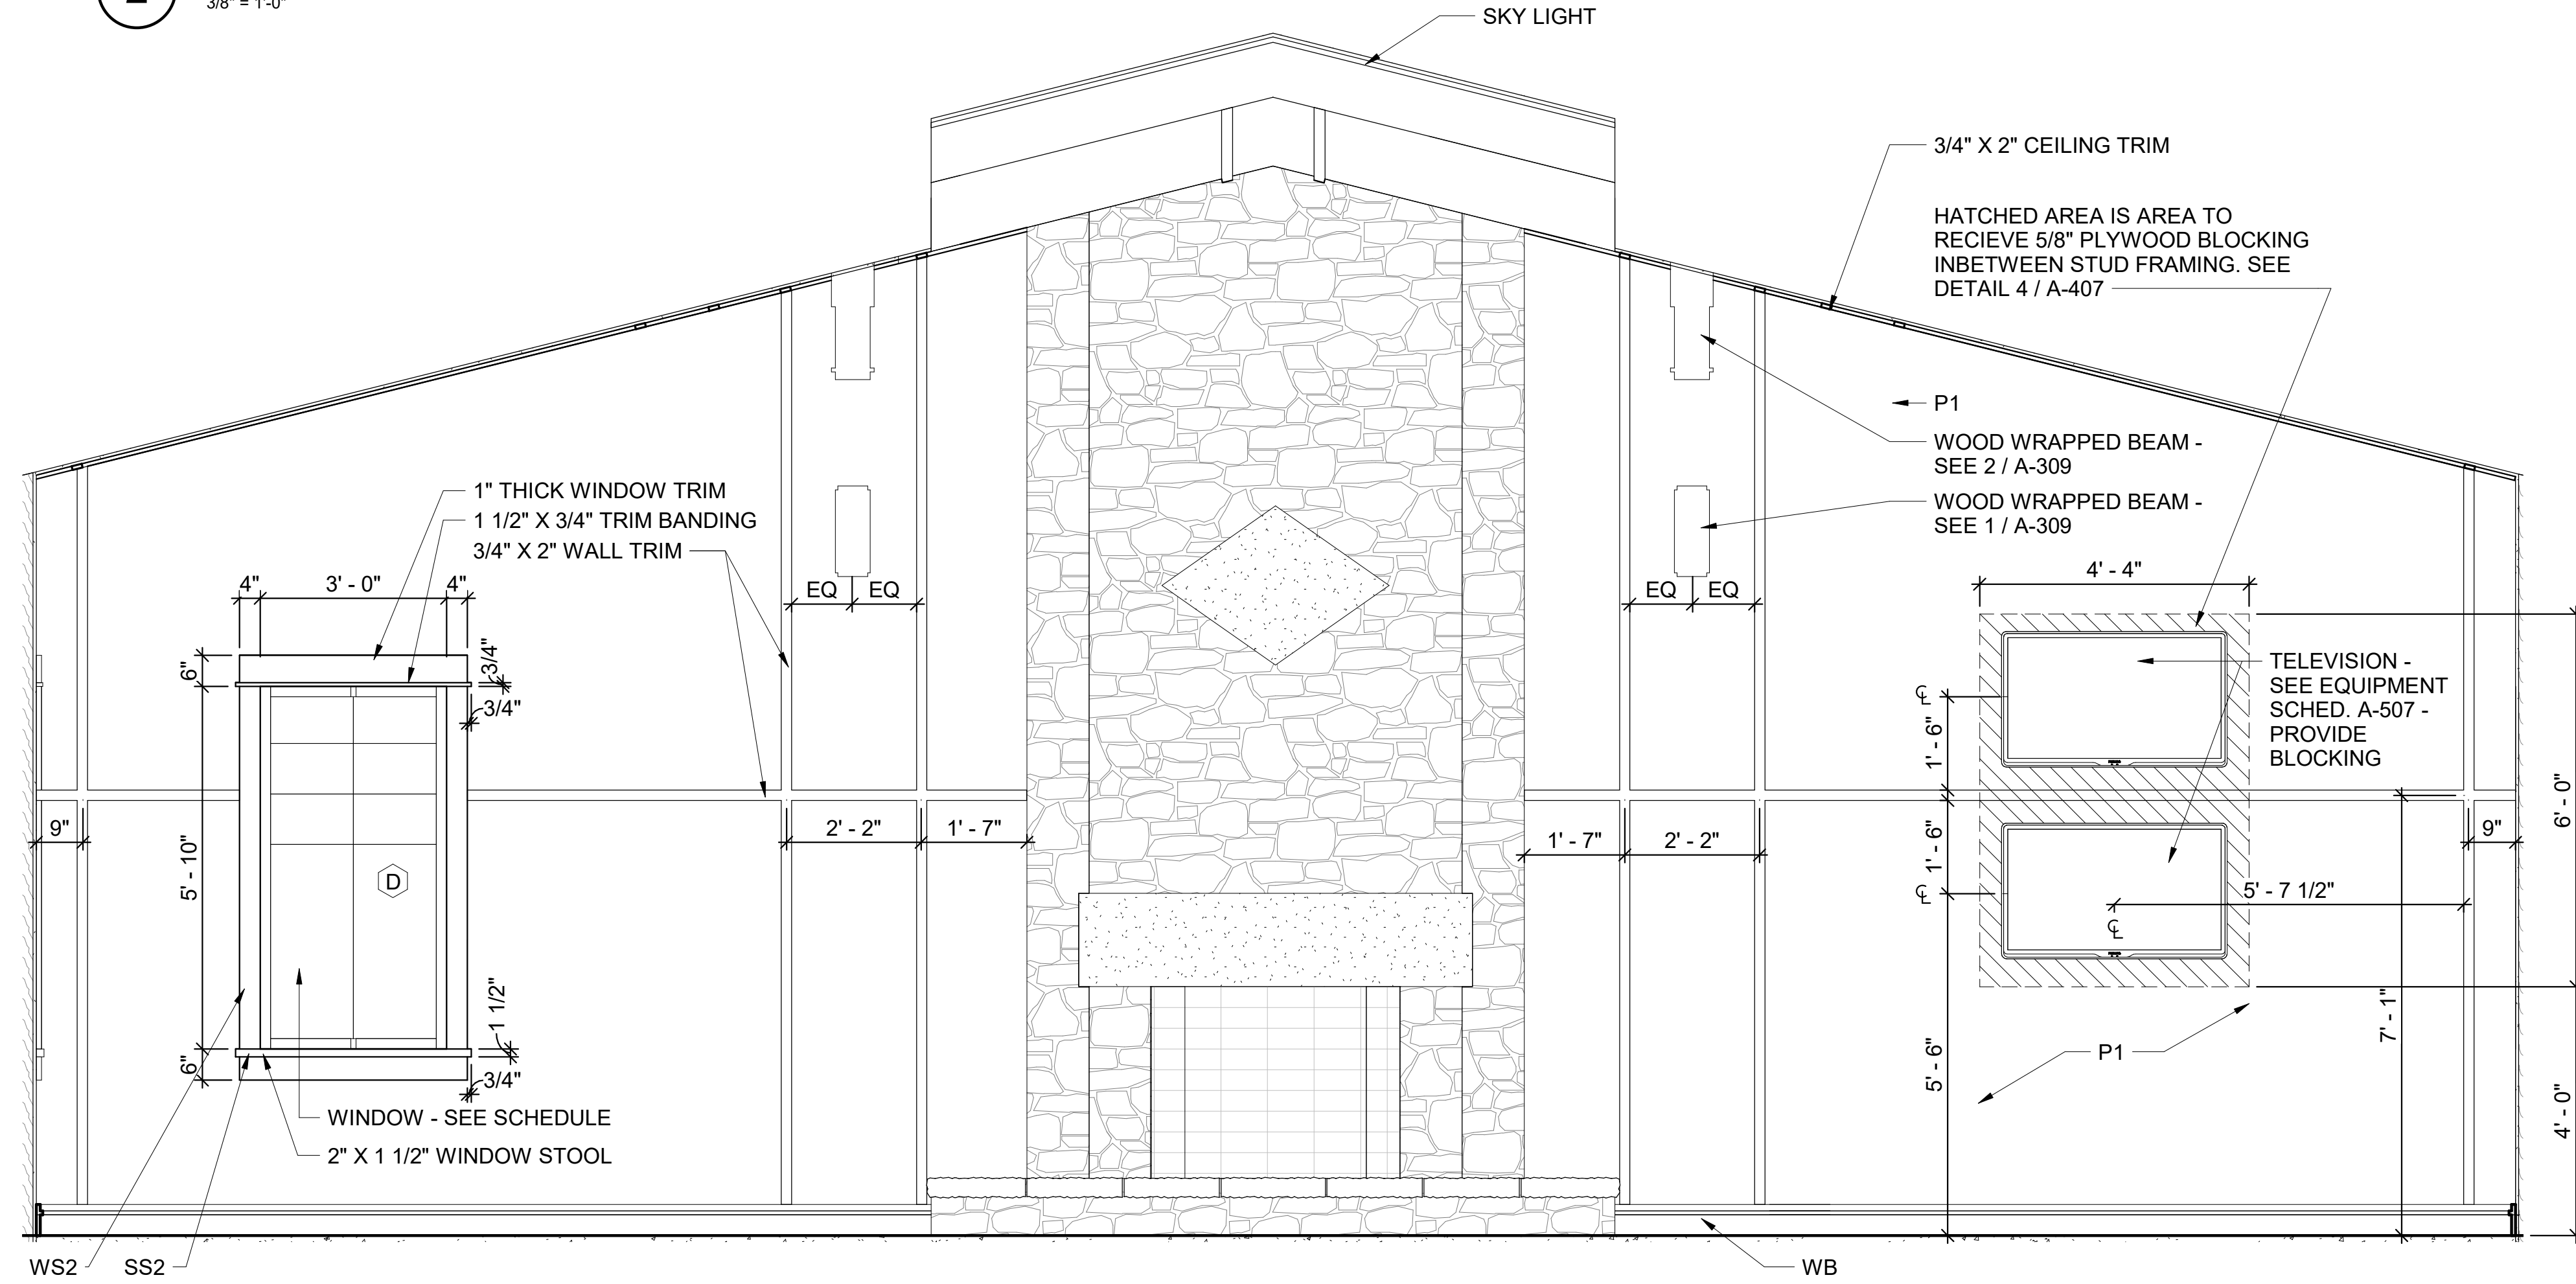 3/8" = 1'-0"
SKY LIGHT
3/4" X 2" CEILING TRIM
HATCHED AREA IS AREA TO
RECIEVE 5/8" PLYWOOD BLOCKING
INBETWEEN STUD FRAMING. SEE
DETAIL 4 / A-407
P1
WOOD WRAPPED BEAM -
SEE 2 / A-309
WOOD WRAPPED BEAM -
SEE 1 / A-309
1" THICK WINDOW TRIM
1 1/2" X 3/4" TRIM BANDING
3/4" X 2" WALL TRIM
4"
3' - 0"
4"
EQ
EQ
EQ
EQ
4' - 4"
6"
3/4"
3/4"
TELEVISION -
SEE EQUIPMENT
SCHED. A-507 -
PROVIDE
BLOCKING
℄
1' - 6"
6' - 0"
9"
5' - 10"
2' - 2"
1' - 7"
1' - 7"
2' - 2"
1' - 6"
9"
D
℄
5' - 7 1/2"
℄
1 1/2"
7' - 1"
6"
3/4"
5' - 6"
P1
4' - 0"
WINDOW - SEE SCHEDULE
2" X 1 1/2" WINDOW STOOL
WS2
SS2
WB